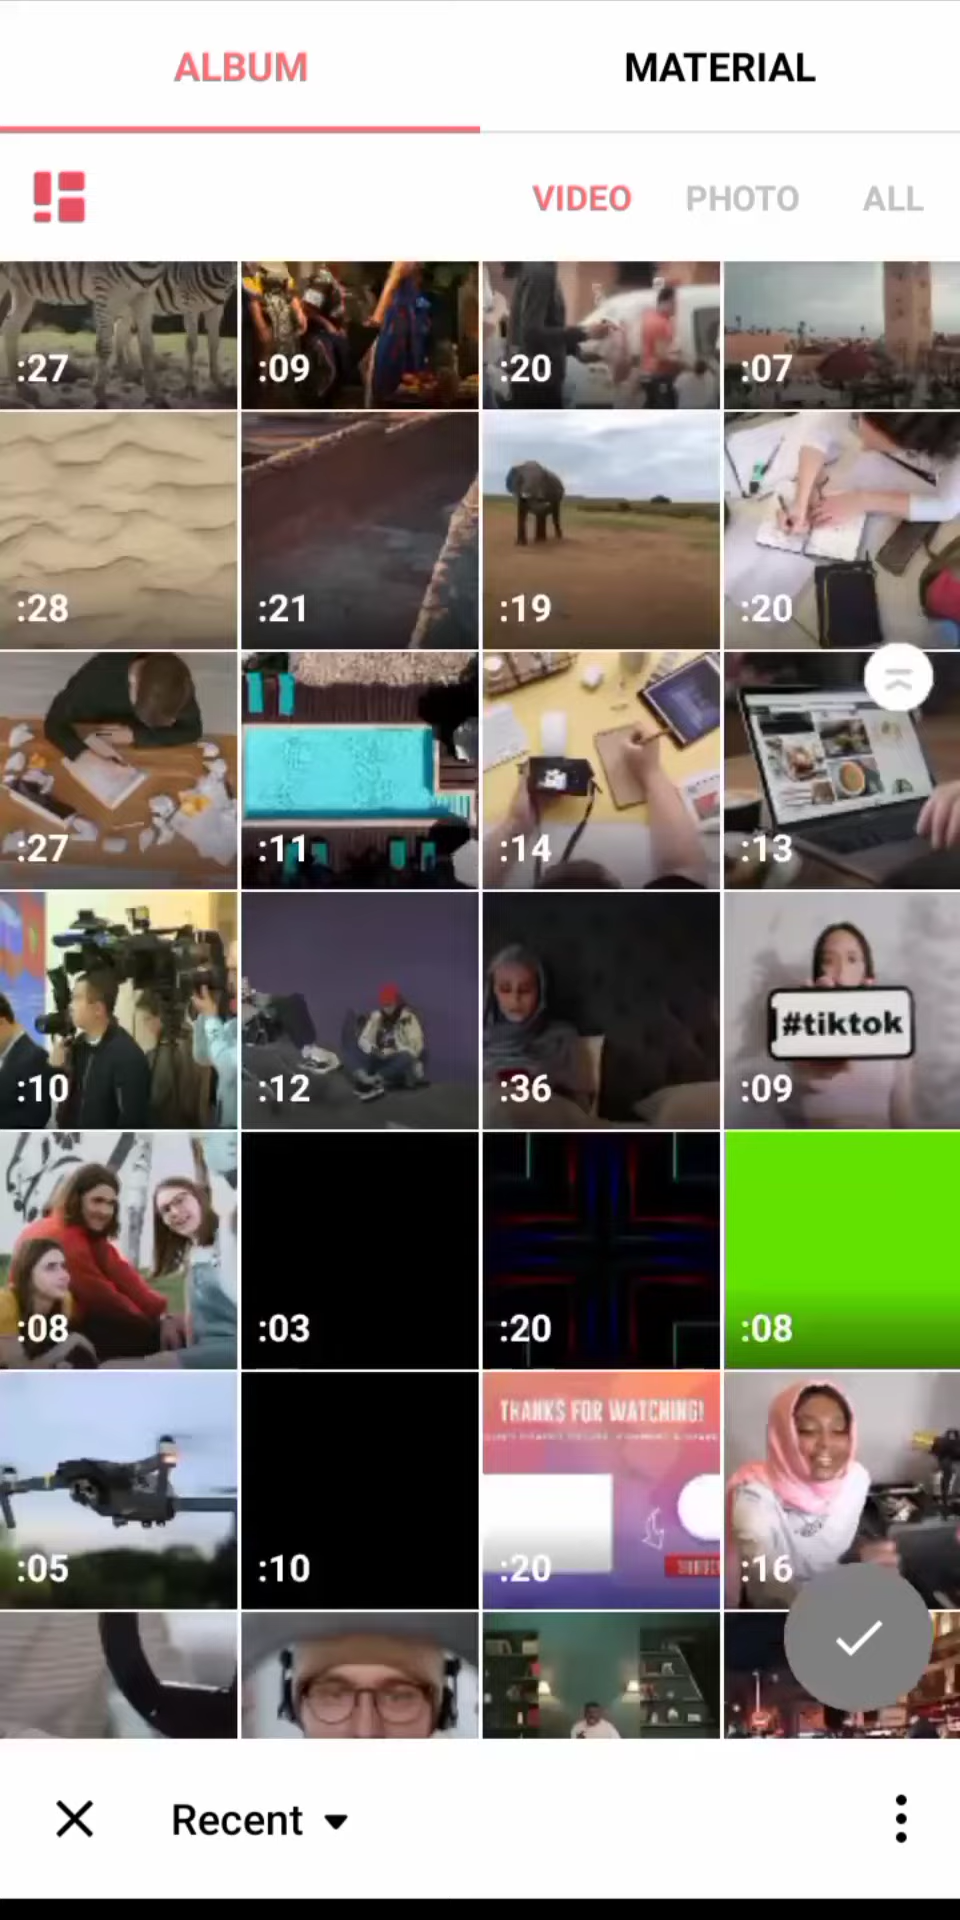 ALBUM MATERIAL
VIDEO PHOTO ALL
:27 :09 :20 :07
:28 :21 :19 :20
:27 :11 :14 :13
#tiktok
:10 :12 :36 :09
:08 :03 :20 :08
THANKS FOR WATCHING!
:05 :10 :20 :16
Recent